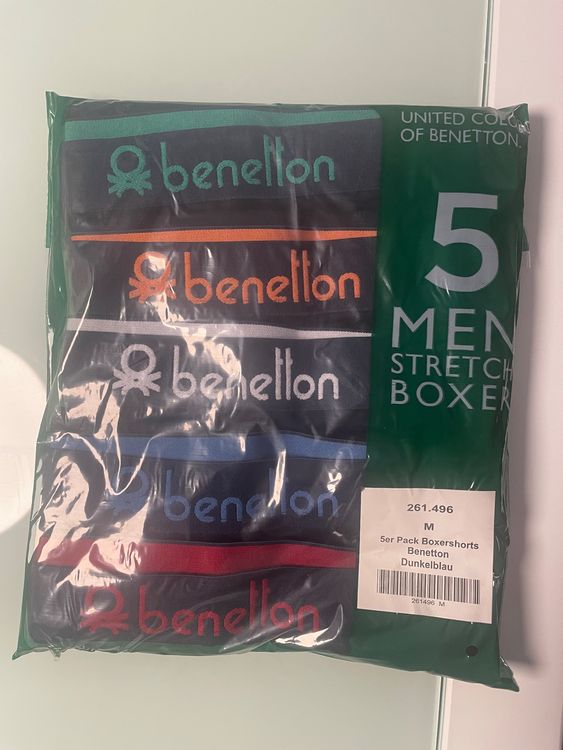 benetton
benetton
benetton
benetton
benetton
UNITED COLO
OF BENETTON.
5
MEN
STRETCH
BOXER
261.496
M
5er Pack Boxershorts
Benetton
Dunkelblau
261496 M